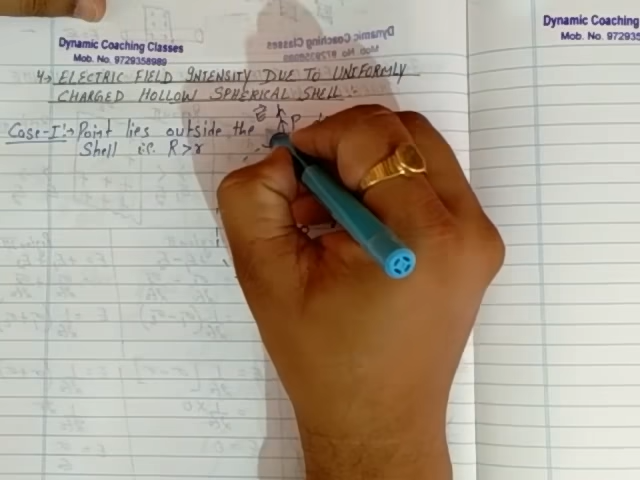 Dynamic Coaching Classes
Mob. No. 9729358989
Dynamic Coaching
Mob. No. 972935
4→ ELECTRIC FIELD INTENSITY DUE TO UNIFORMLY
CHARGED HOLLOW SPHERICAL SHELL:-
Case-I:→ Point lies outside the
Shell i.e. R>r
P